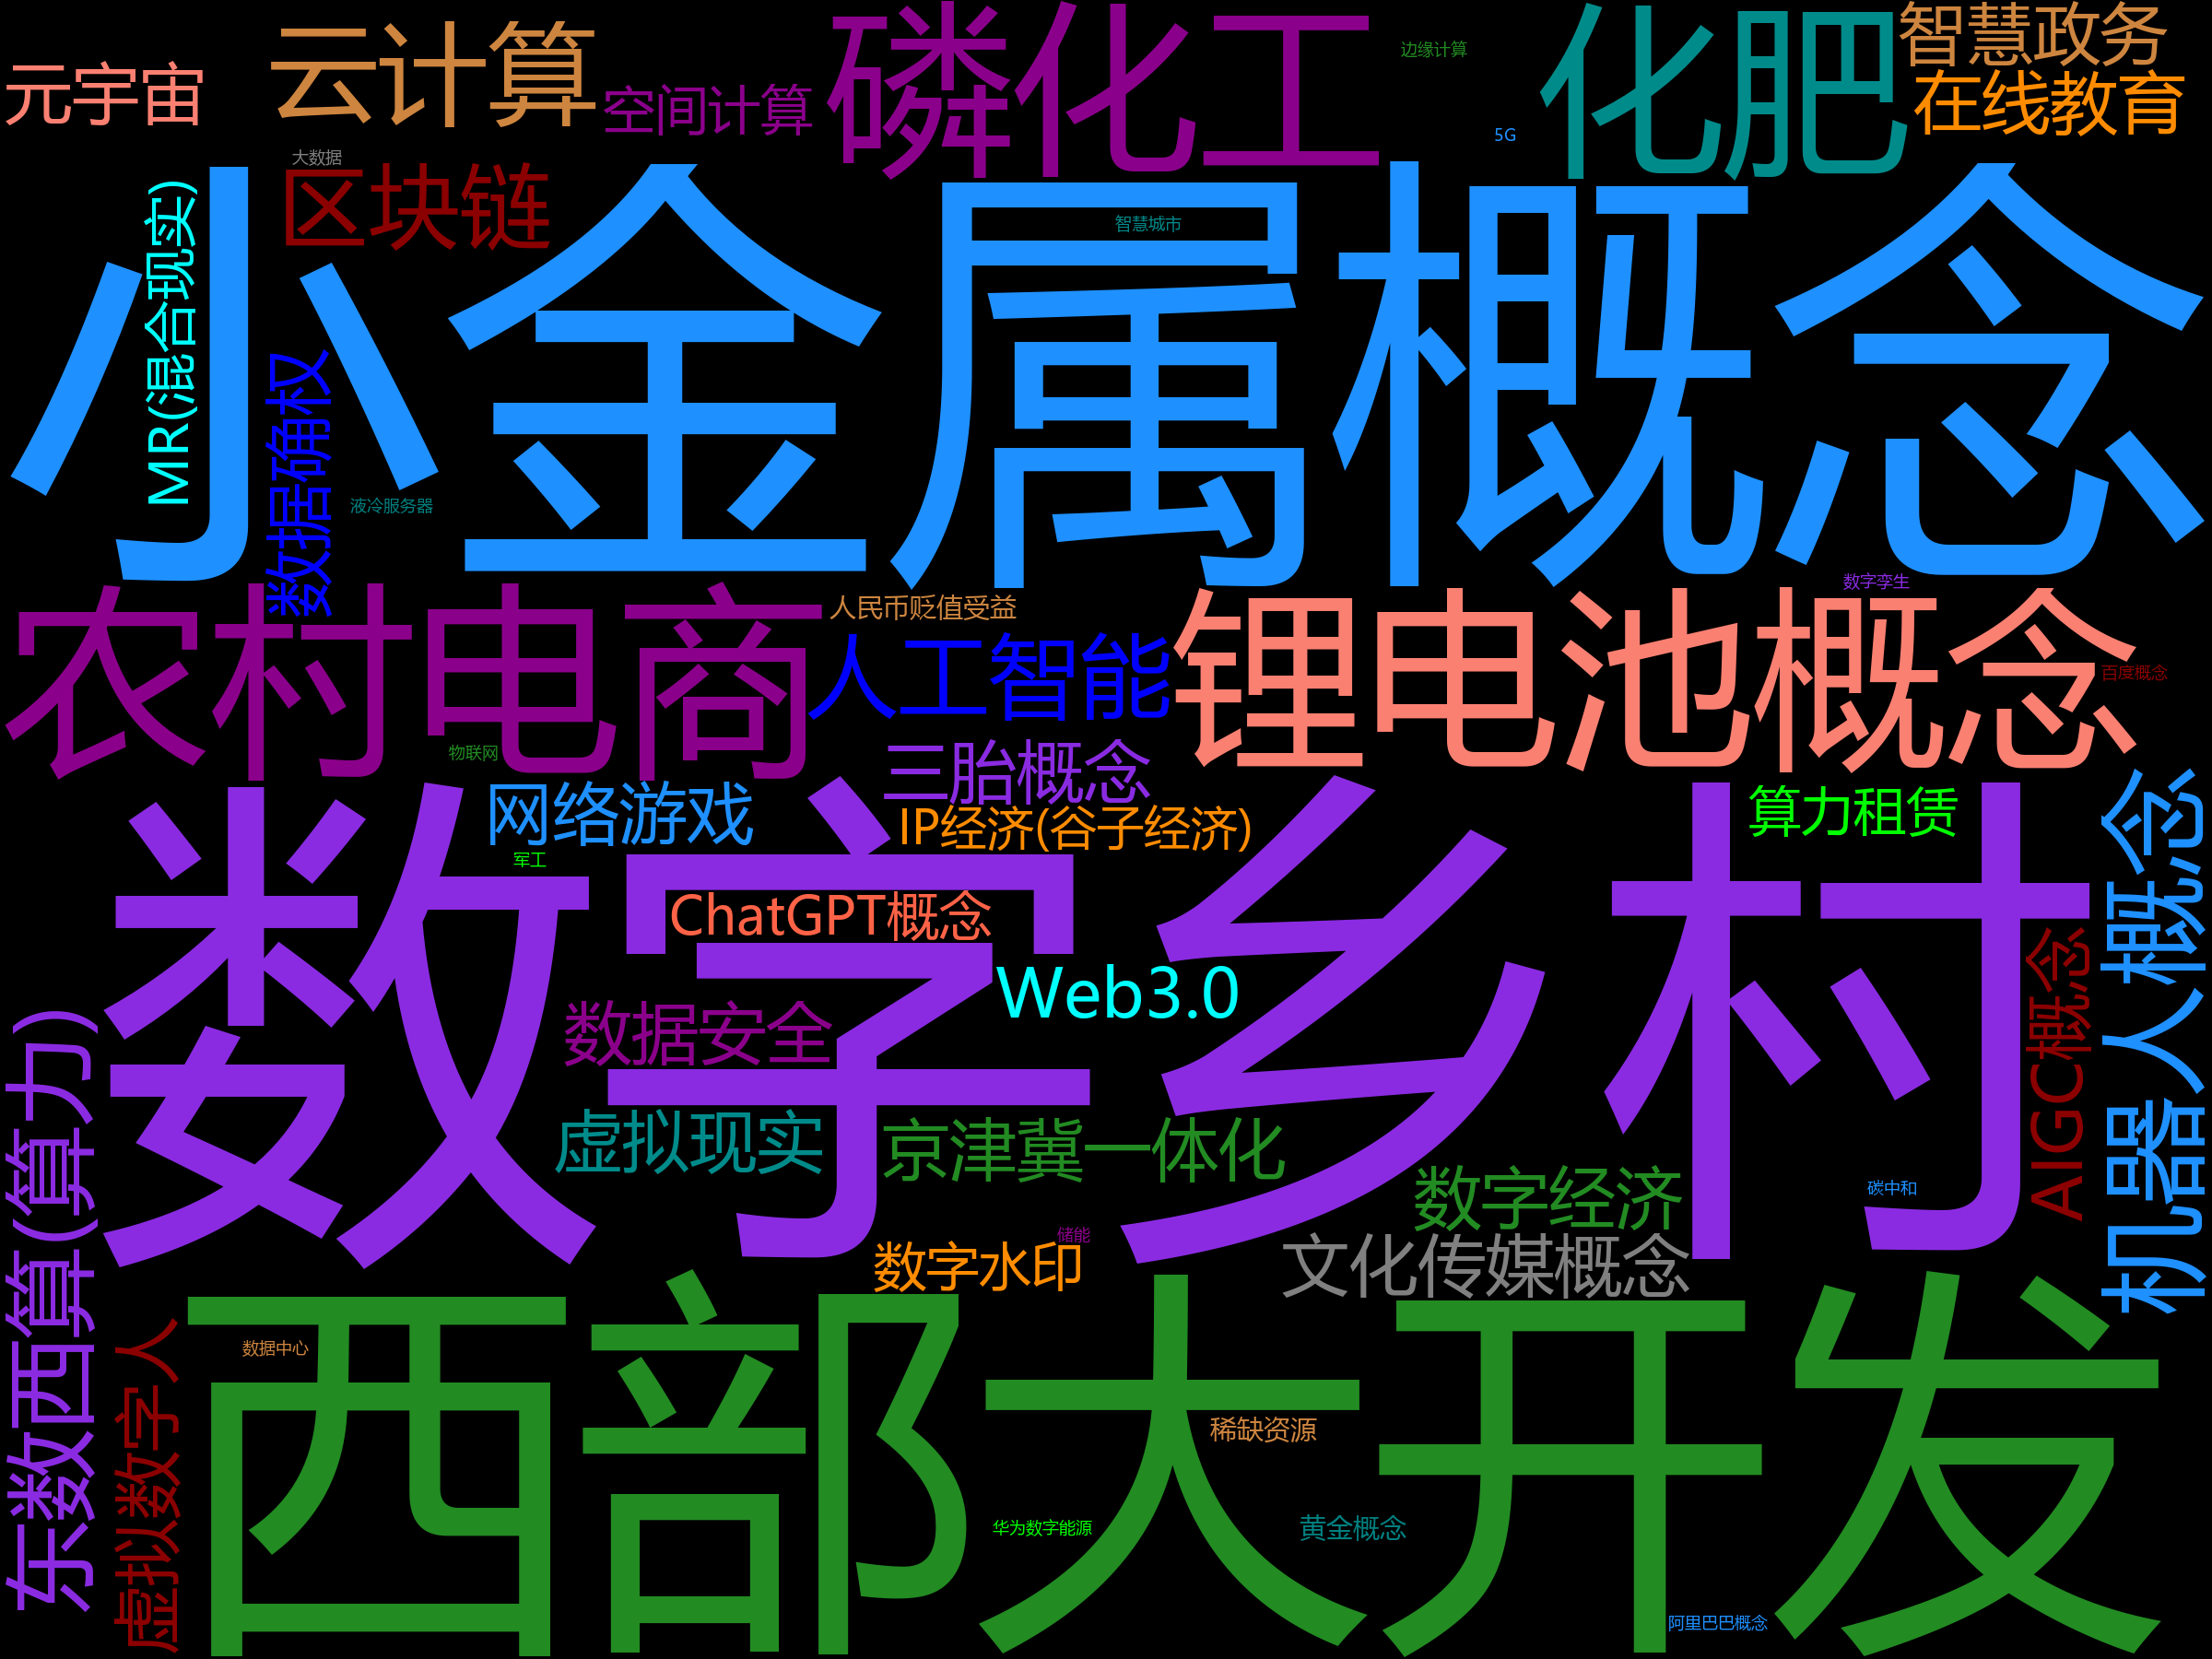 元宇宙
云计算
空间计算
磷化工
边缘计算
5G
化肥
智慧政务
在线教育
大数据
区块链
智慧城市
小金属概念
MR(混合现实)
数据确权
液冷服务器
数字孪生
农村电商
人民币贬值受益
人工智能
锂电池概念
百度概念
物联网
三胎概念
网络游戏
IP经济(谷子经济)
算力租赁
军工
数字乡村
ChatGPT概念
Web3.0
数据安全
虚拟现实
京津冀一体化
数字经济
碳中和
AIGC概念
机器人概念
储能
数字水印
文化传媒概念
东数西算(算力)
虚拟数字人
数据中心
西部大开发
稀缺资源
华为数字能源
黄金概念
阿里巴巴概念